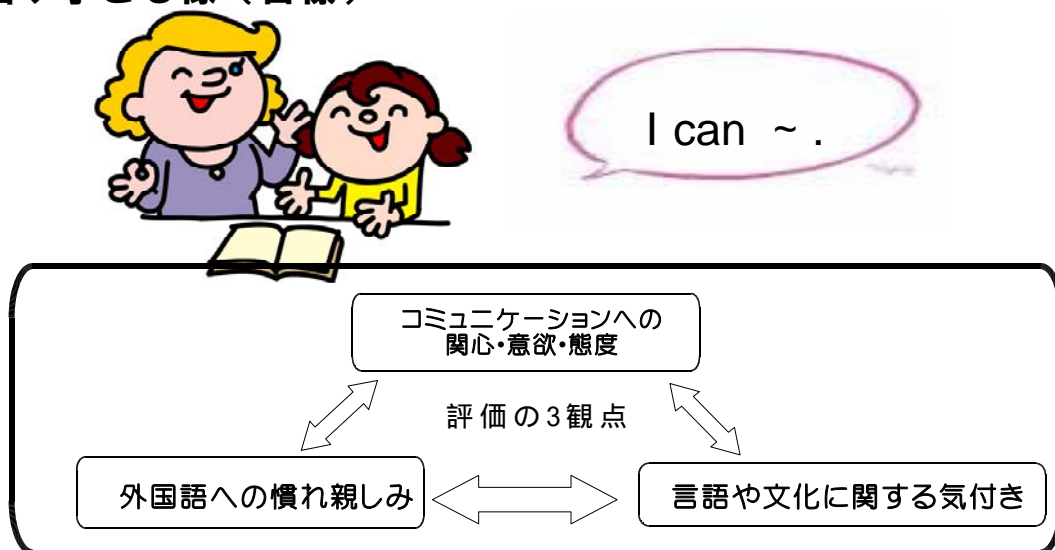 I can ~ .
コミュニケーションへの
関心・意欲・態度
評価の3観点
外国語への慣れ親しみ
言語や文化に関する気付き